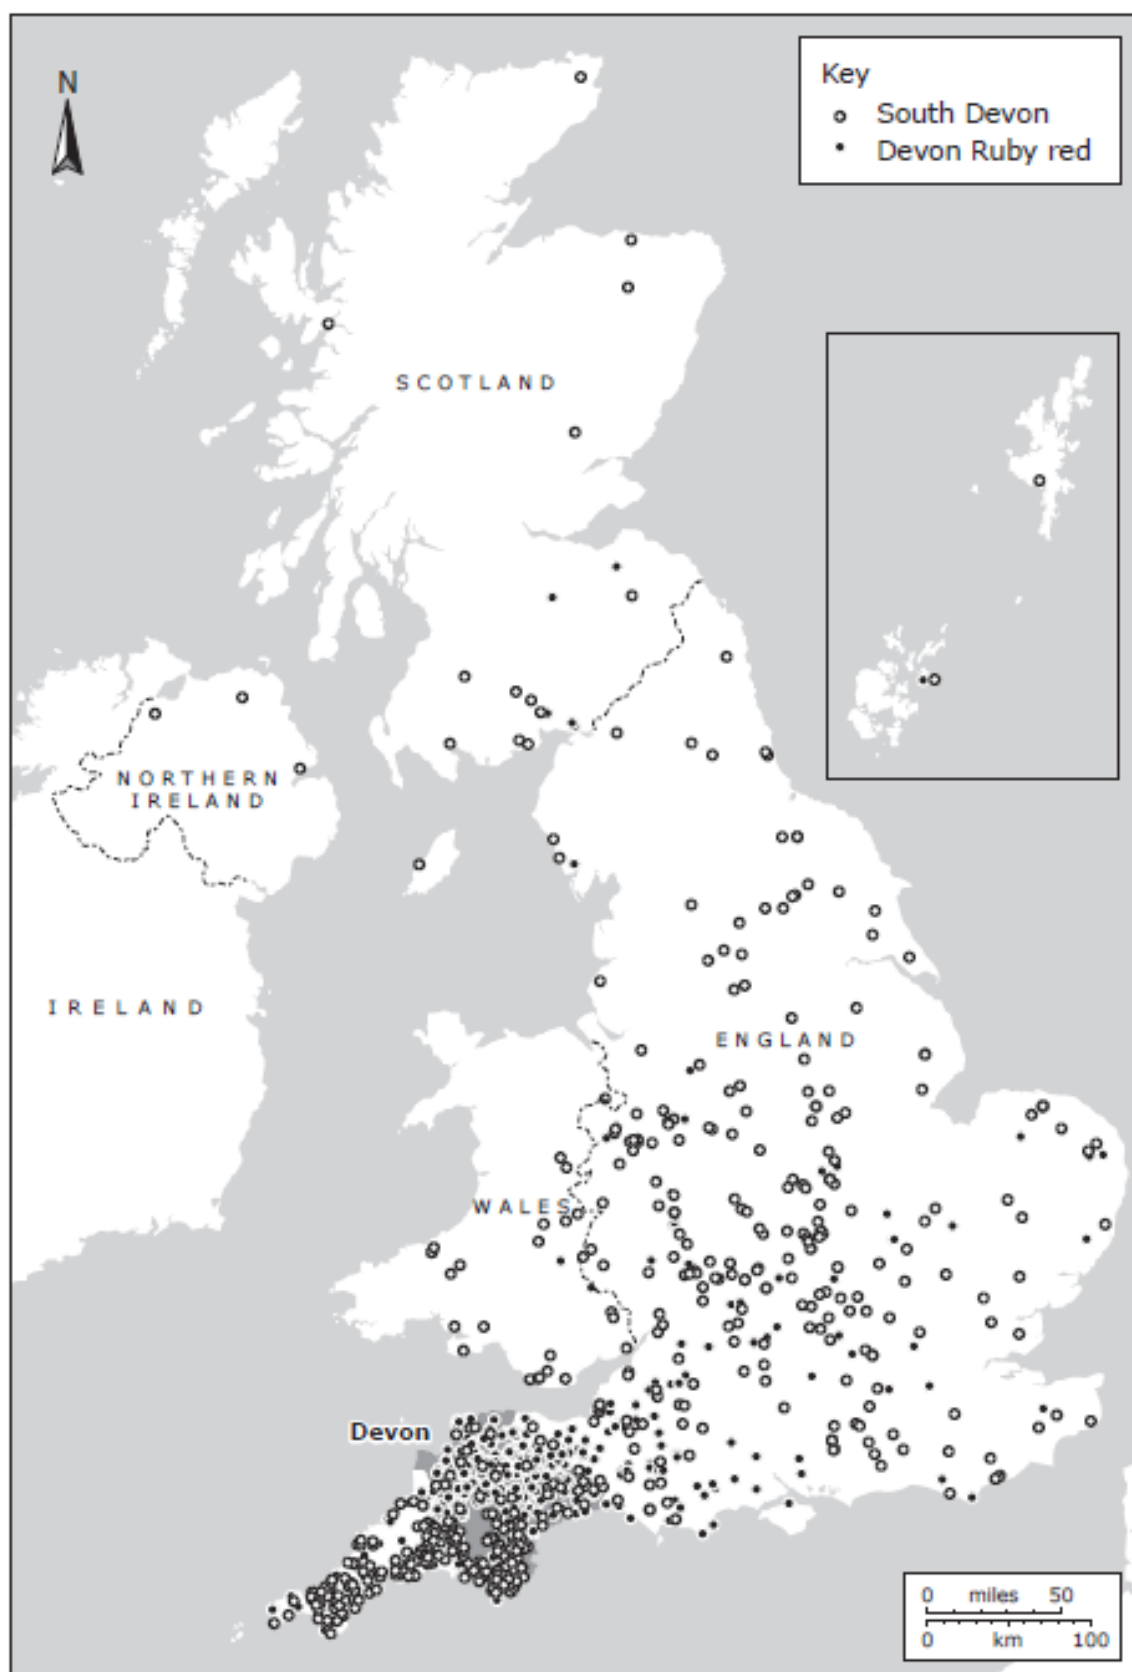 N
Key
South Devon
Devon Ruby red
SCOTLAND
NORTHERN
IRELAND
IRELAND
ENGLAND
WALES
Devon
0 miles 50
0 km 100